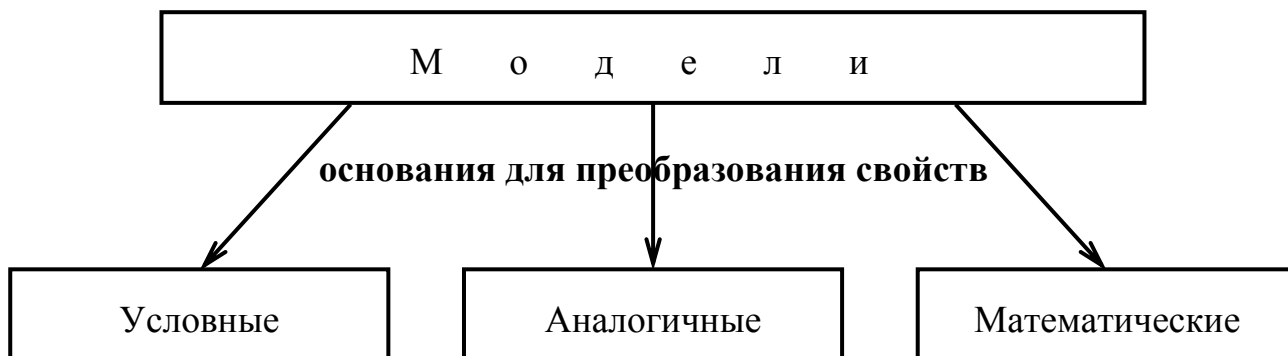 М о д е л и
основания для преобразования свойств
Условные Аналогичные Математические